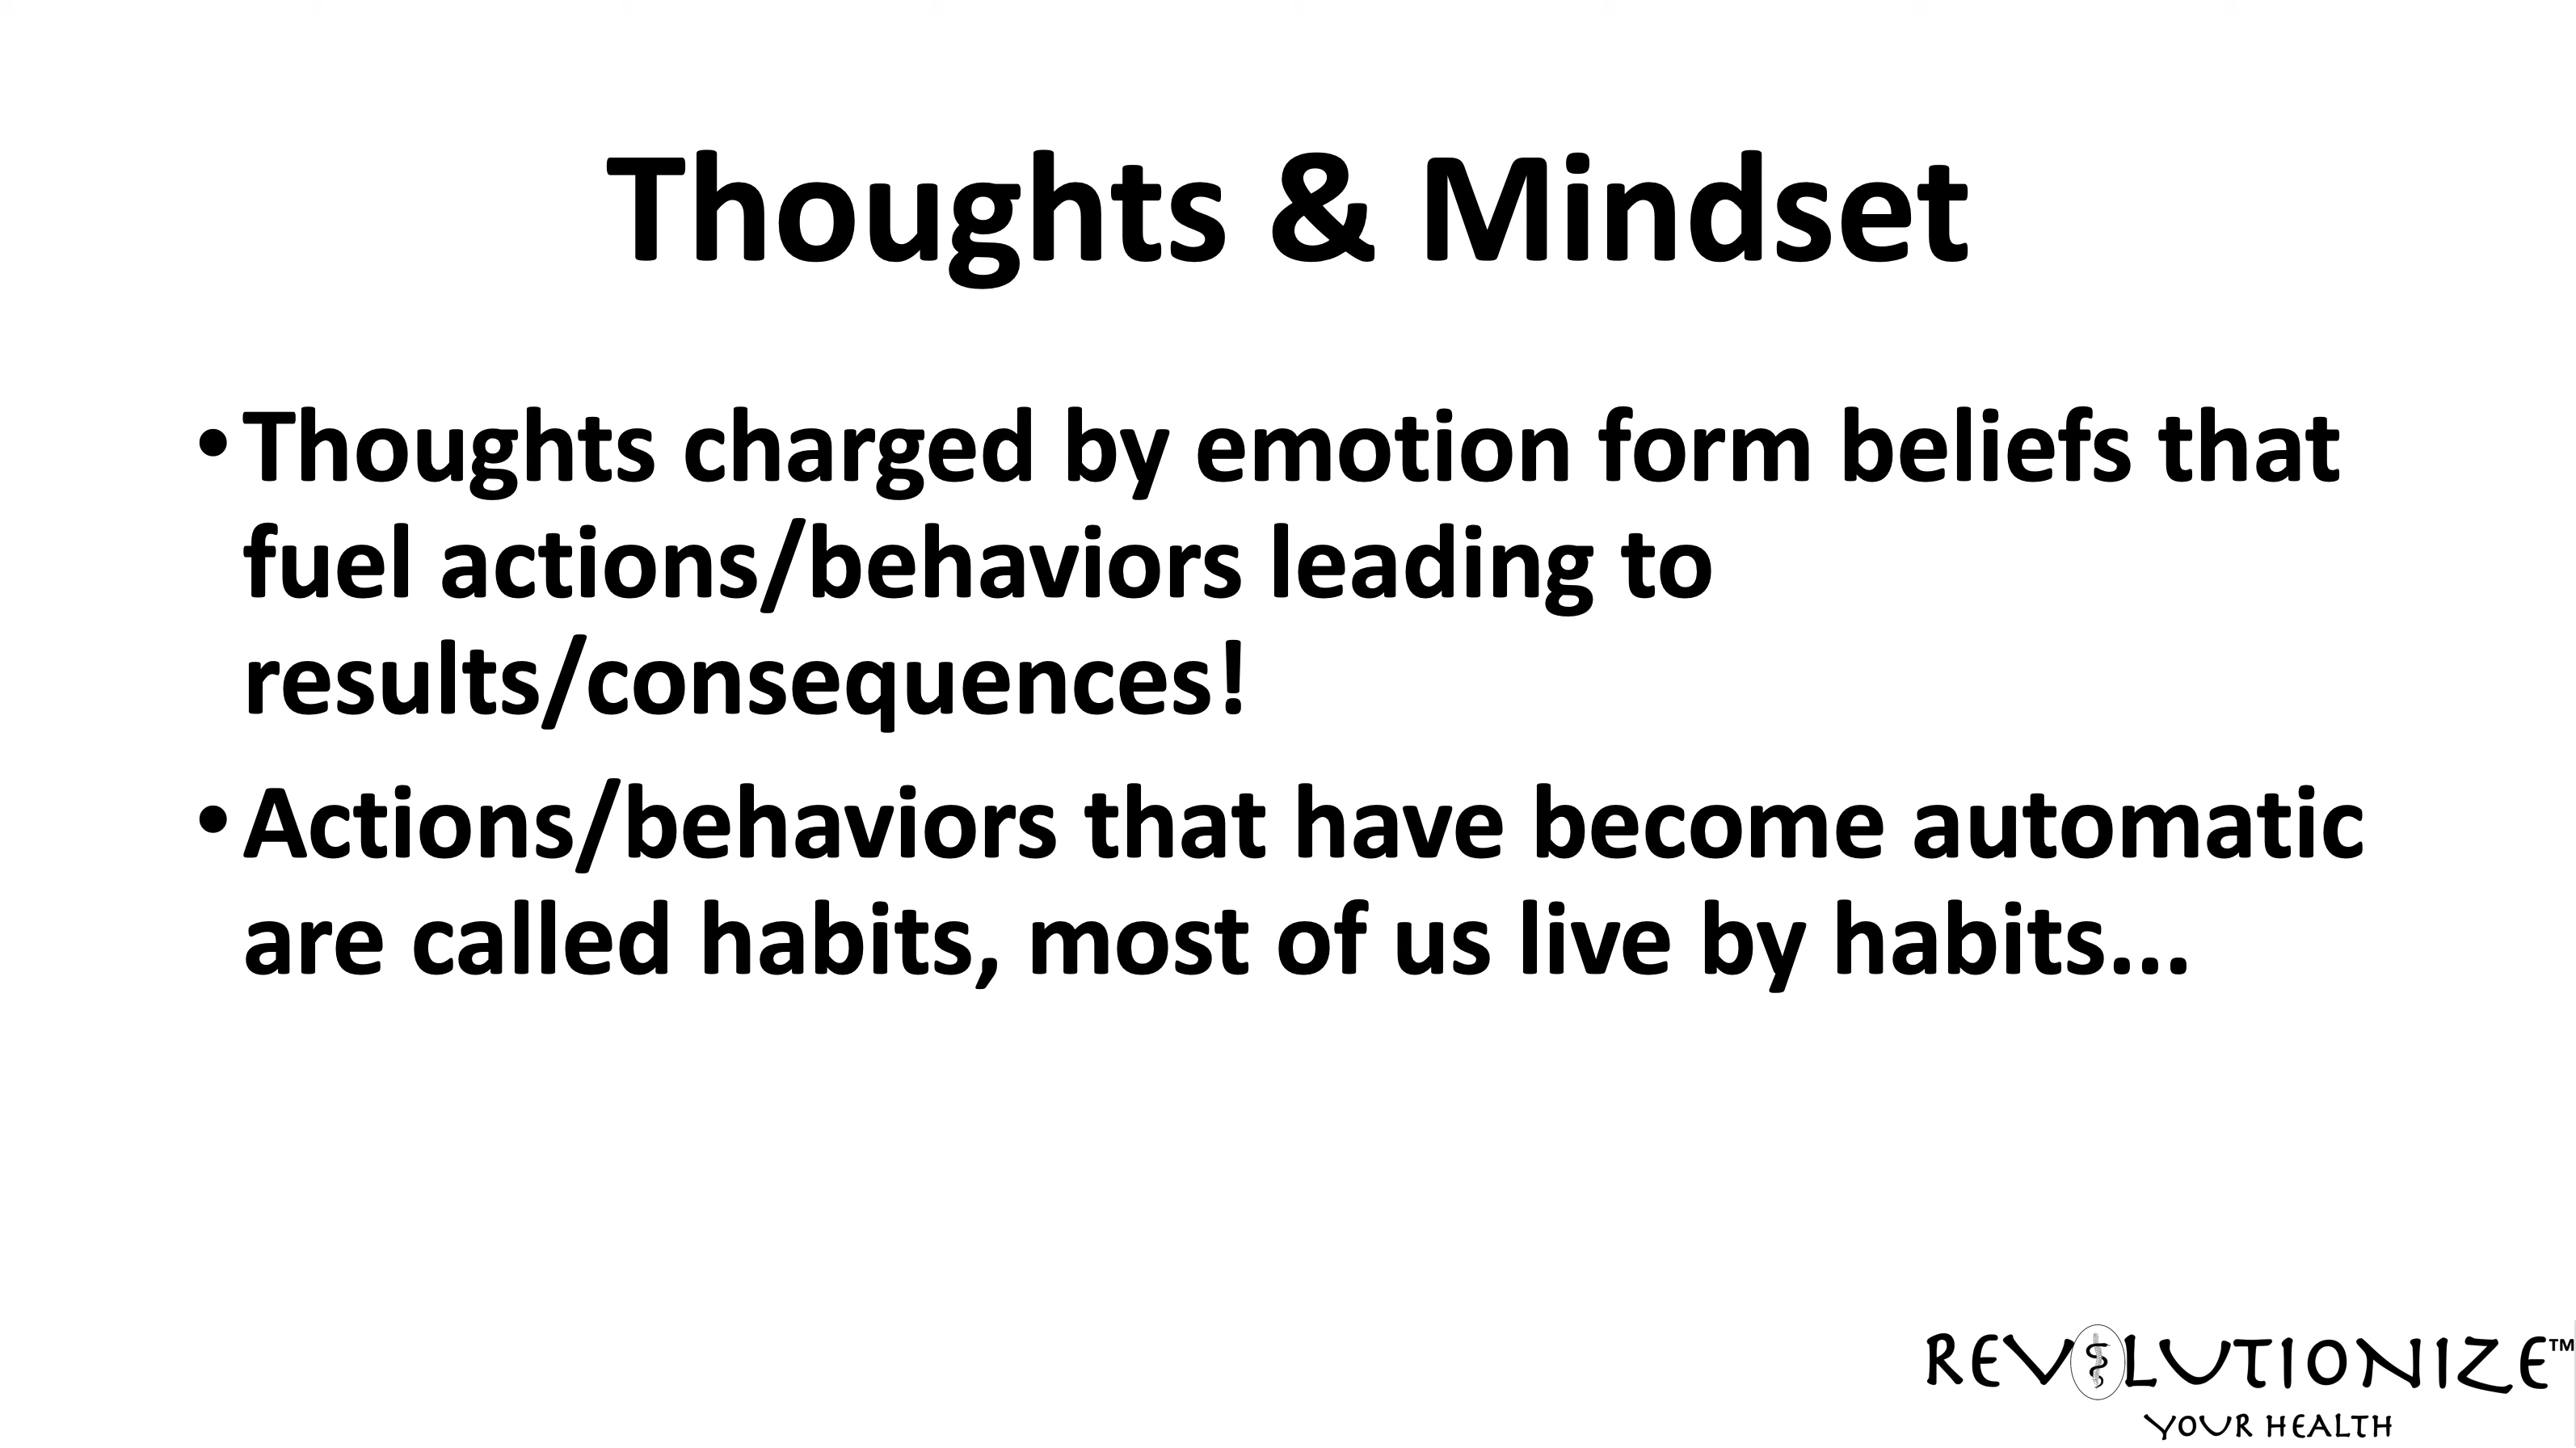 Thoughts & Mindset
• Thoughts charged by emotion form beliefs that
fuel actions/behaviors leading to
results/consequences!
• Actions/behaviors that have become automatic
are called habits, most of us live by habits...
REVOLUTIONIZE™
YOUR HEALTH